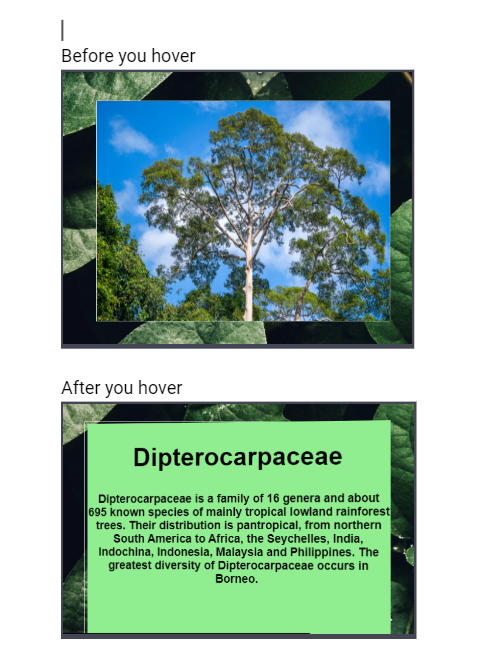 Before you hover
After you hover
Dipterocarpaceae
Dipterocarpaceae is a family of 16 genera and about
695 known species of mainly tropical lowland rainforest
trees. Their distribution is pantropical, from northern
South America to Africa, the Seychelles, India,
Indochina, Indonesia, Malaysia and Philippines. The
greatest diversity of Dipterocarpaceae occurs in
Borneo.